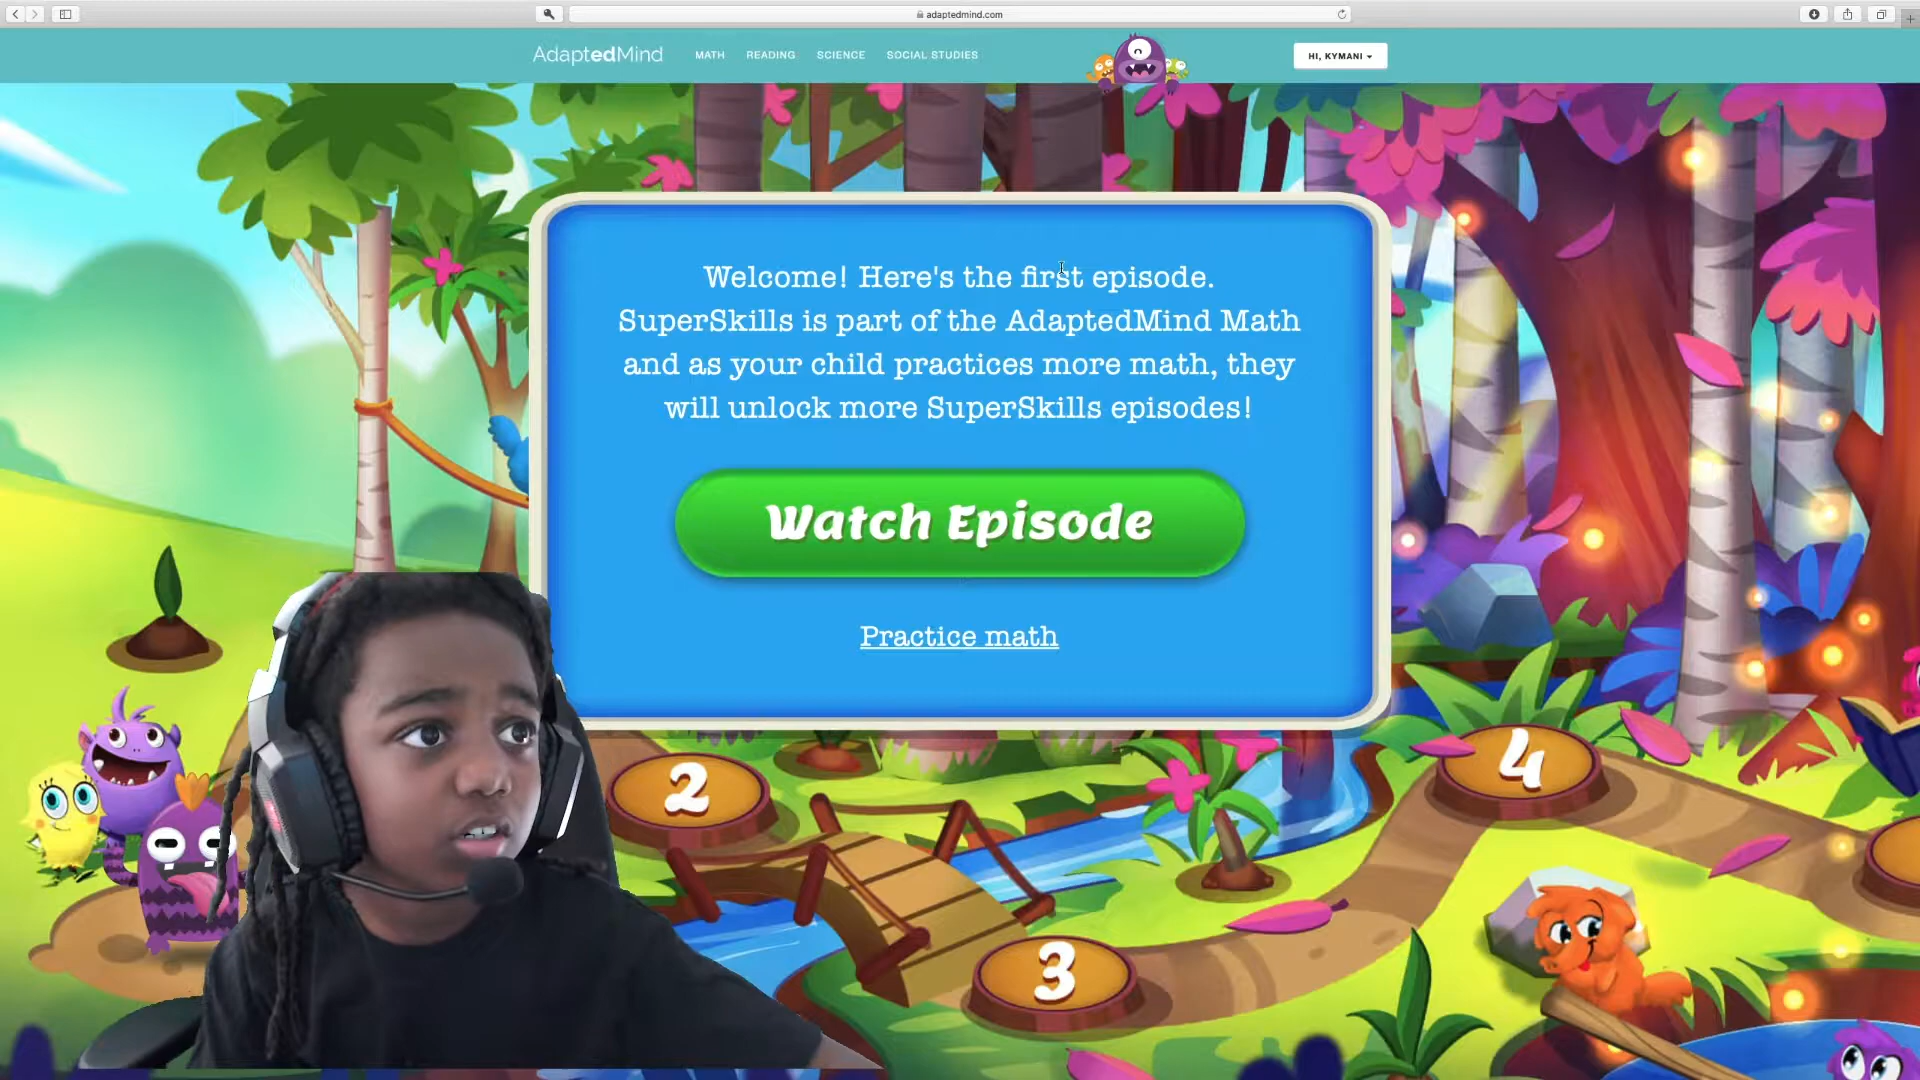 adaptedmind.com
AdaptedMind
MATH
READING
SCIENCE
SOCIAL STUDIES
HI, KYMANI
Welcome! Here's the first episode.
SuperSkills is part of the AdaptedMind Math
and as your child practices more math, they
will unlock more SuperSkills episodes!
Watch Episode
Practice math
2
4
3